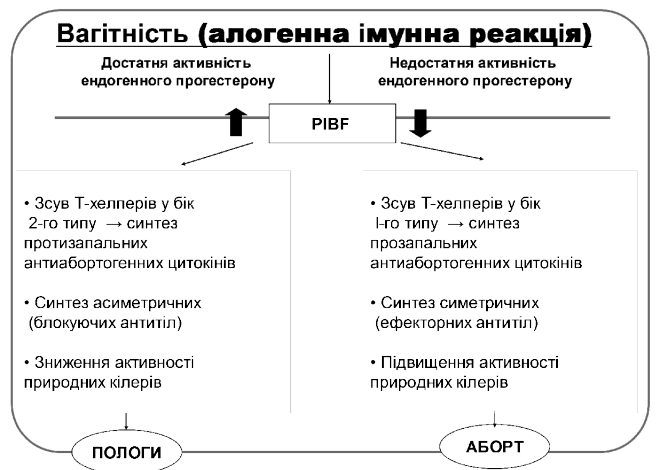 Вагітність (алогенна імунна реакція)
Достатня активність
ендогенного прогестерону
Недостатня активність
ендогенного прогестерону
PIBF
• Зсув Т-хелперів у бік
2-го типу → синтез
протизапальних
антиабортогенних цитокінів
• Синтез асиметричних
(блокуючих антитіл)
• Зниження активності
природних кілерів
ПОЛОГИ
• Зсув Т-хелперів у бік
І-го типу → синтез
прозапальних
антиабортогенних цитокінів
• Синтез симетричних
(ефекторних антитіл)
• Підвищення активності
природних кілерів
АБОРТ